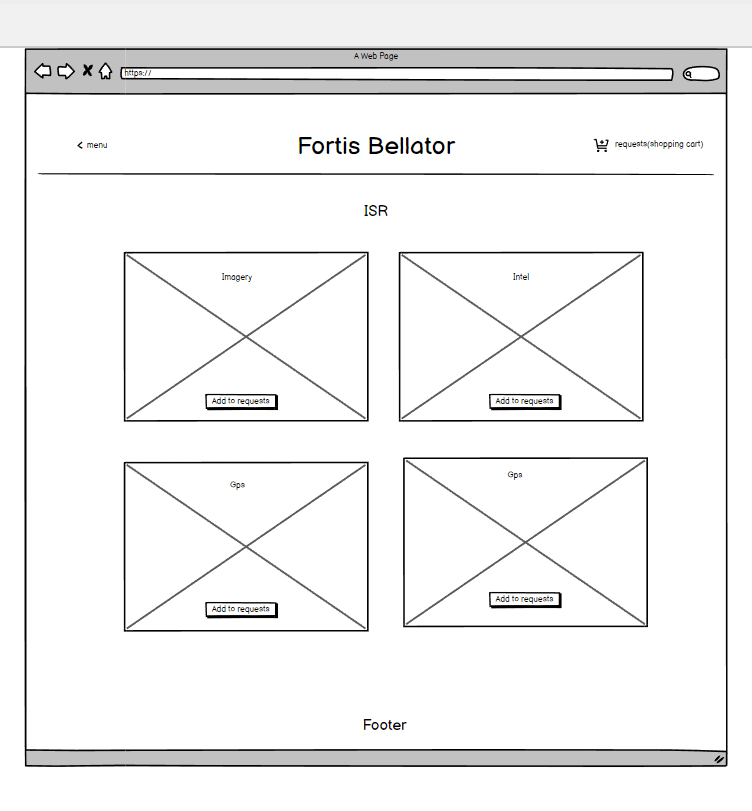 A Web Page
https://
menu
Fortis Bellator
requests(shopping cart)
ISR
Imagery
Intel
Add to requests
Add to requests
Gps
Gps
Add to requests
Add to requests
Footer